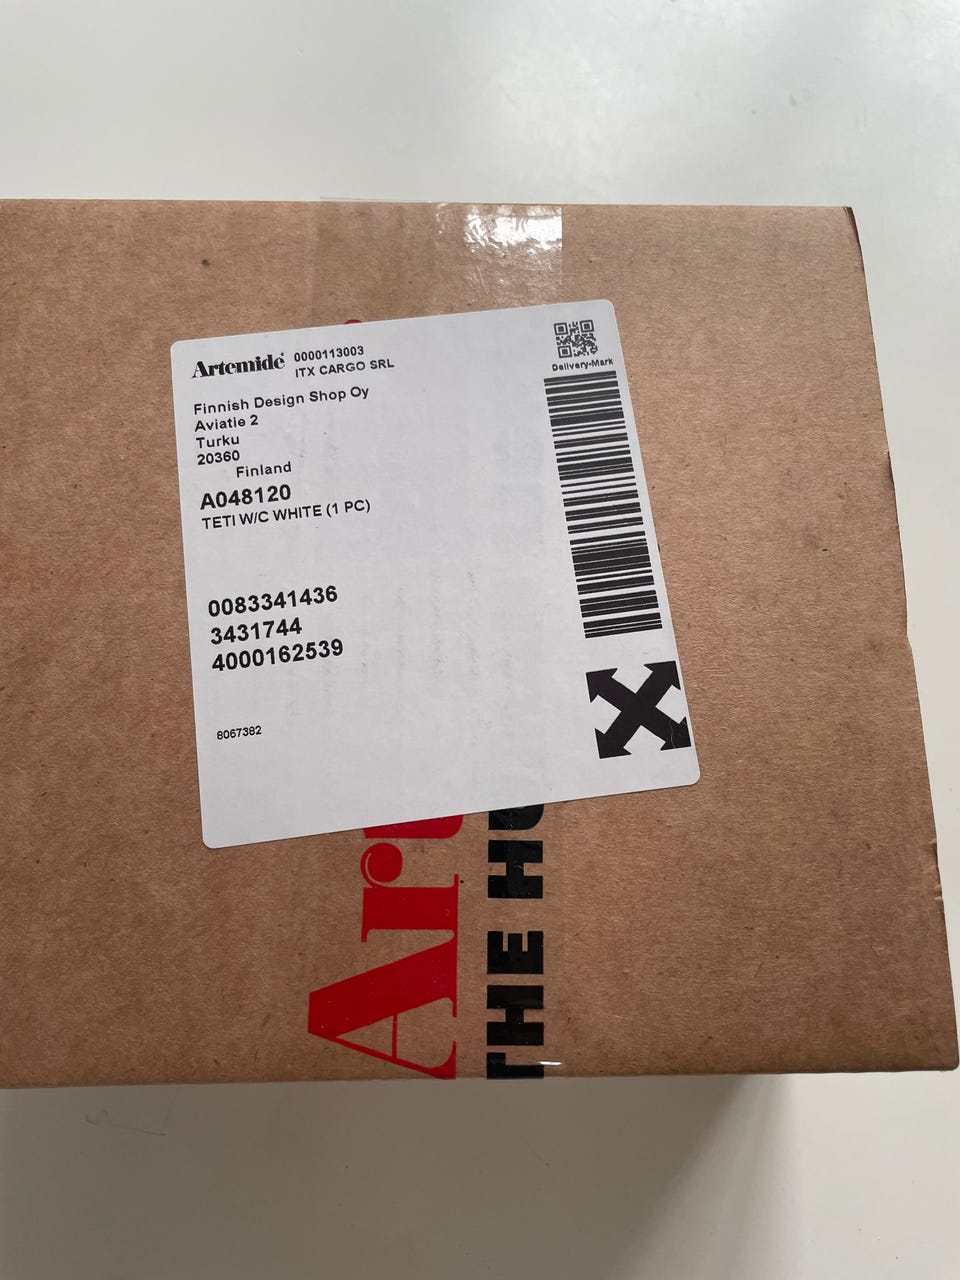 Artemide® 0000113003
ITX CARGO SRL
Delivery-Mark
Finnish Design Shop Oy
Aviatie 2
Turku
20360
Finland
A048120
TETI W/C WHITE (1 PC)
0083341436
3431744
4000162539
8067382
Art
THE